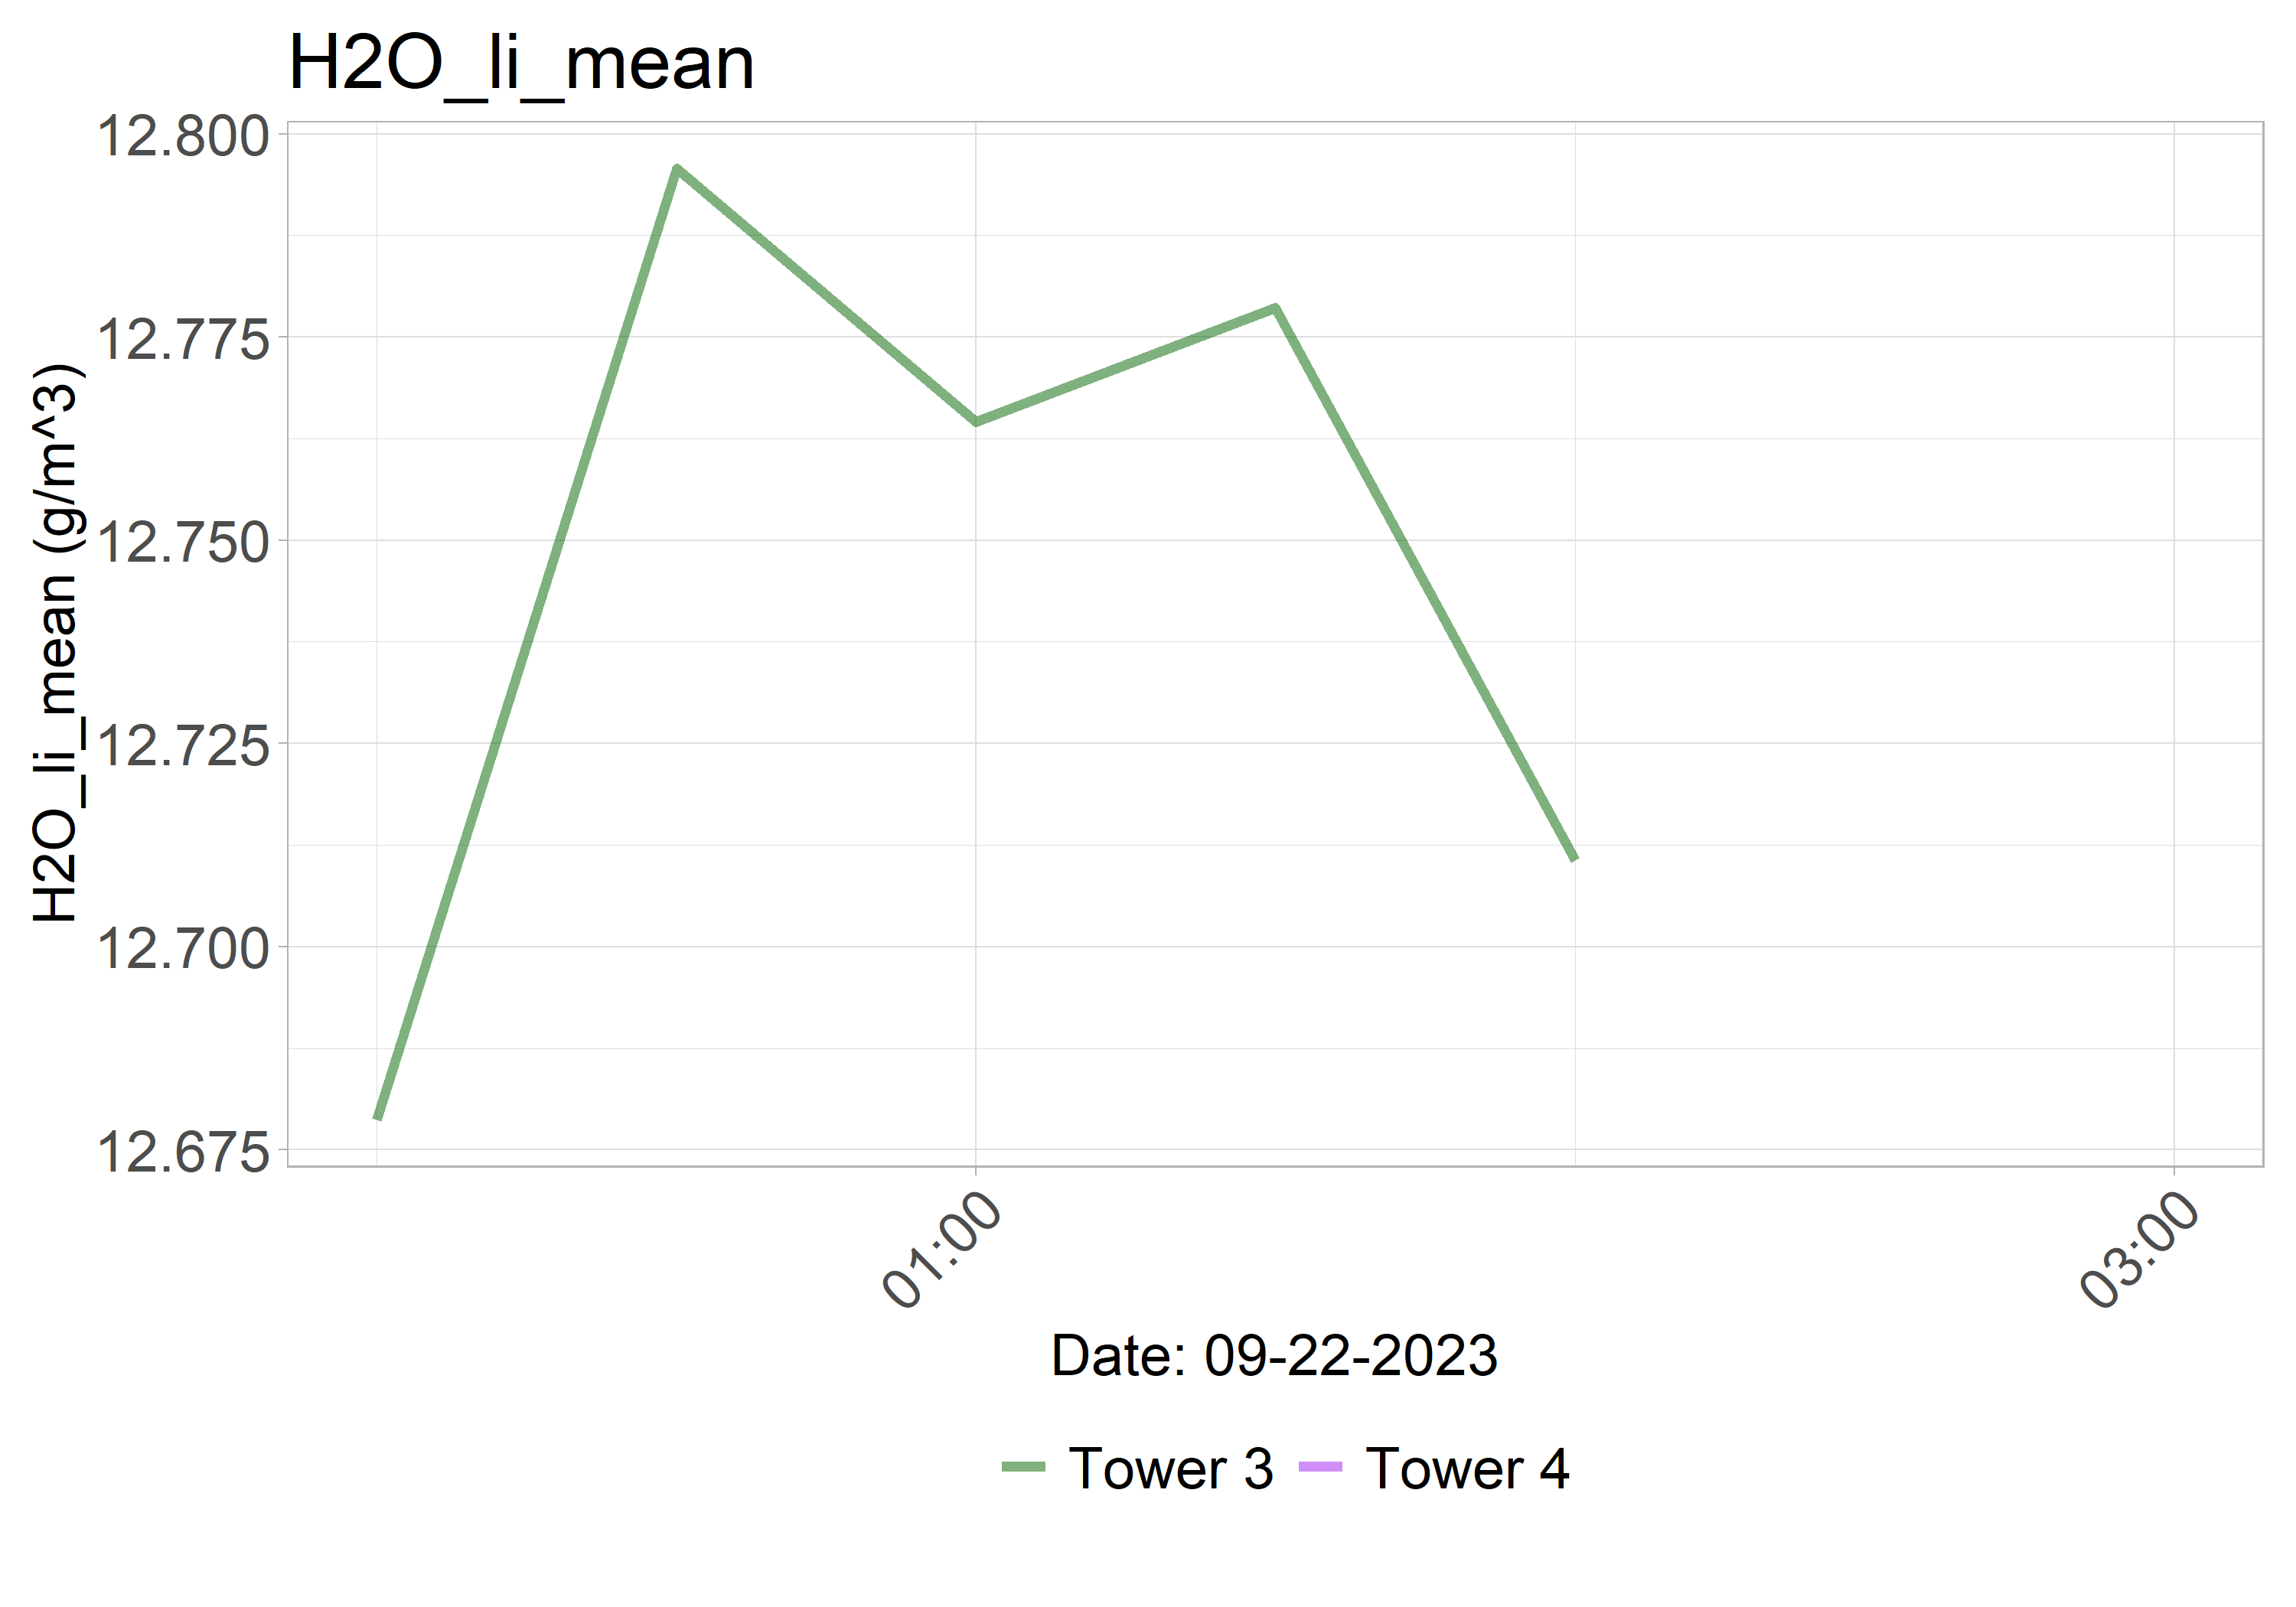 H2O_li_mean
12.800
12.775
12.750
12.725
12.700
12.675
H2O_li_mean (g/m^3)
01:00
03:00
Date: 09-22-2023
Tower 3
Tower 4